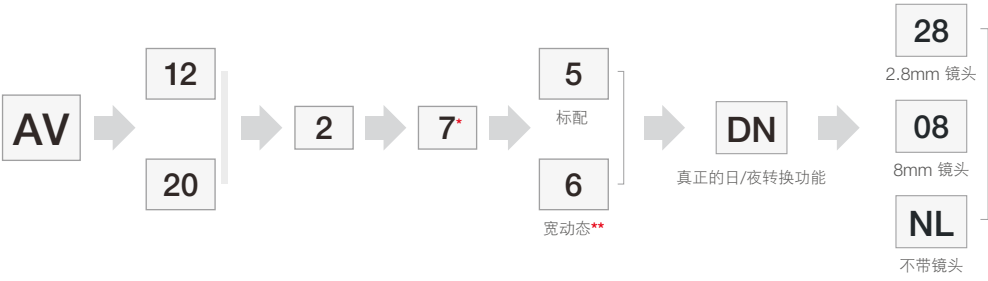 AV
12
20
2
7*
5
标配
6
宽动态**
DN
真正的日/夜转换功能
28
2.8mm 镜头
08
8mm 镜头
NL
不带镜头